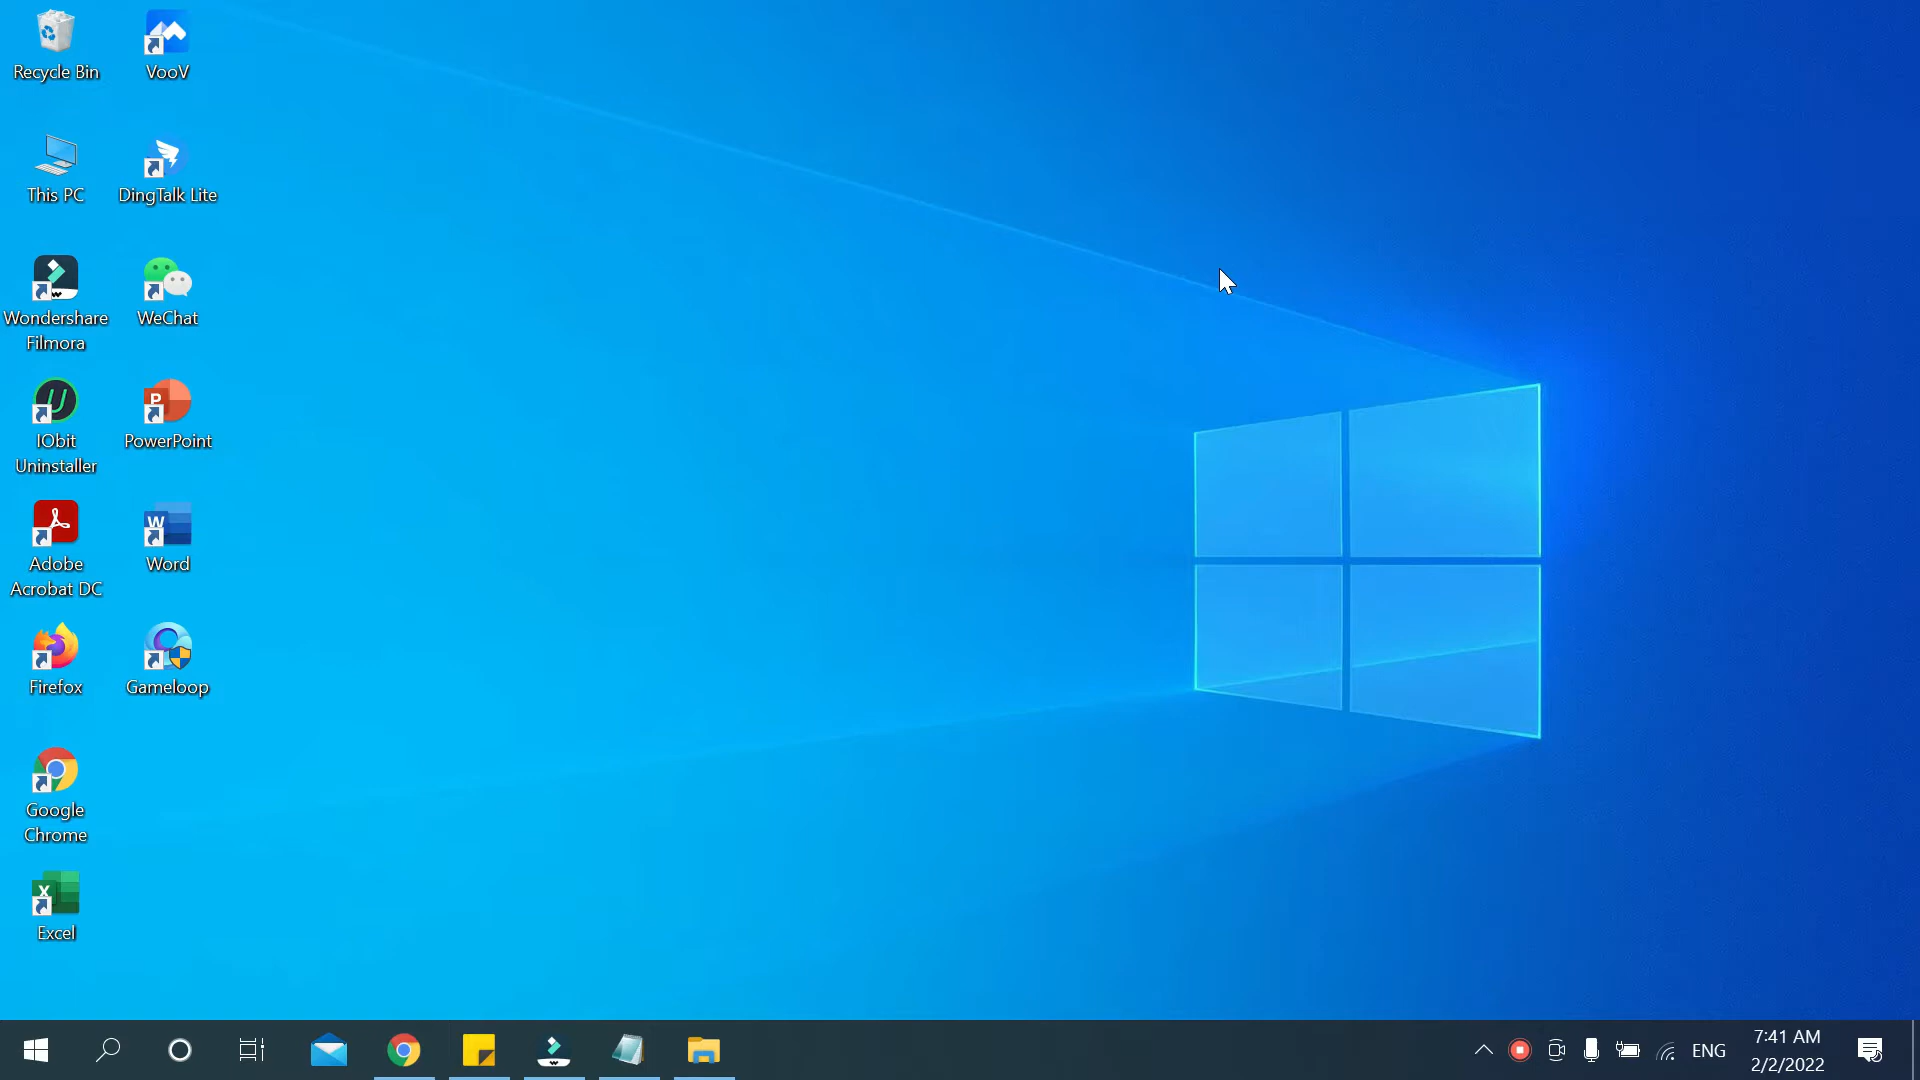 Recycle Bin
VooV
This PC
DingTalk Lite
Wondershare
Filmora
WeChat
IObit
Uninstaller
PowerPoint
Adobe
Acrobat DC
Word
Firefox
Gameloop
Google
Chrome
Excel
ENG
7:41 AM
2/2/2022